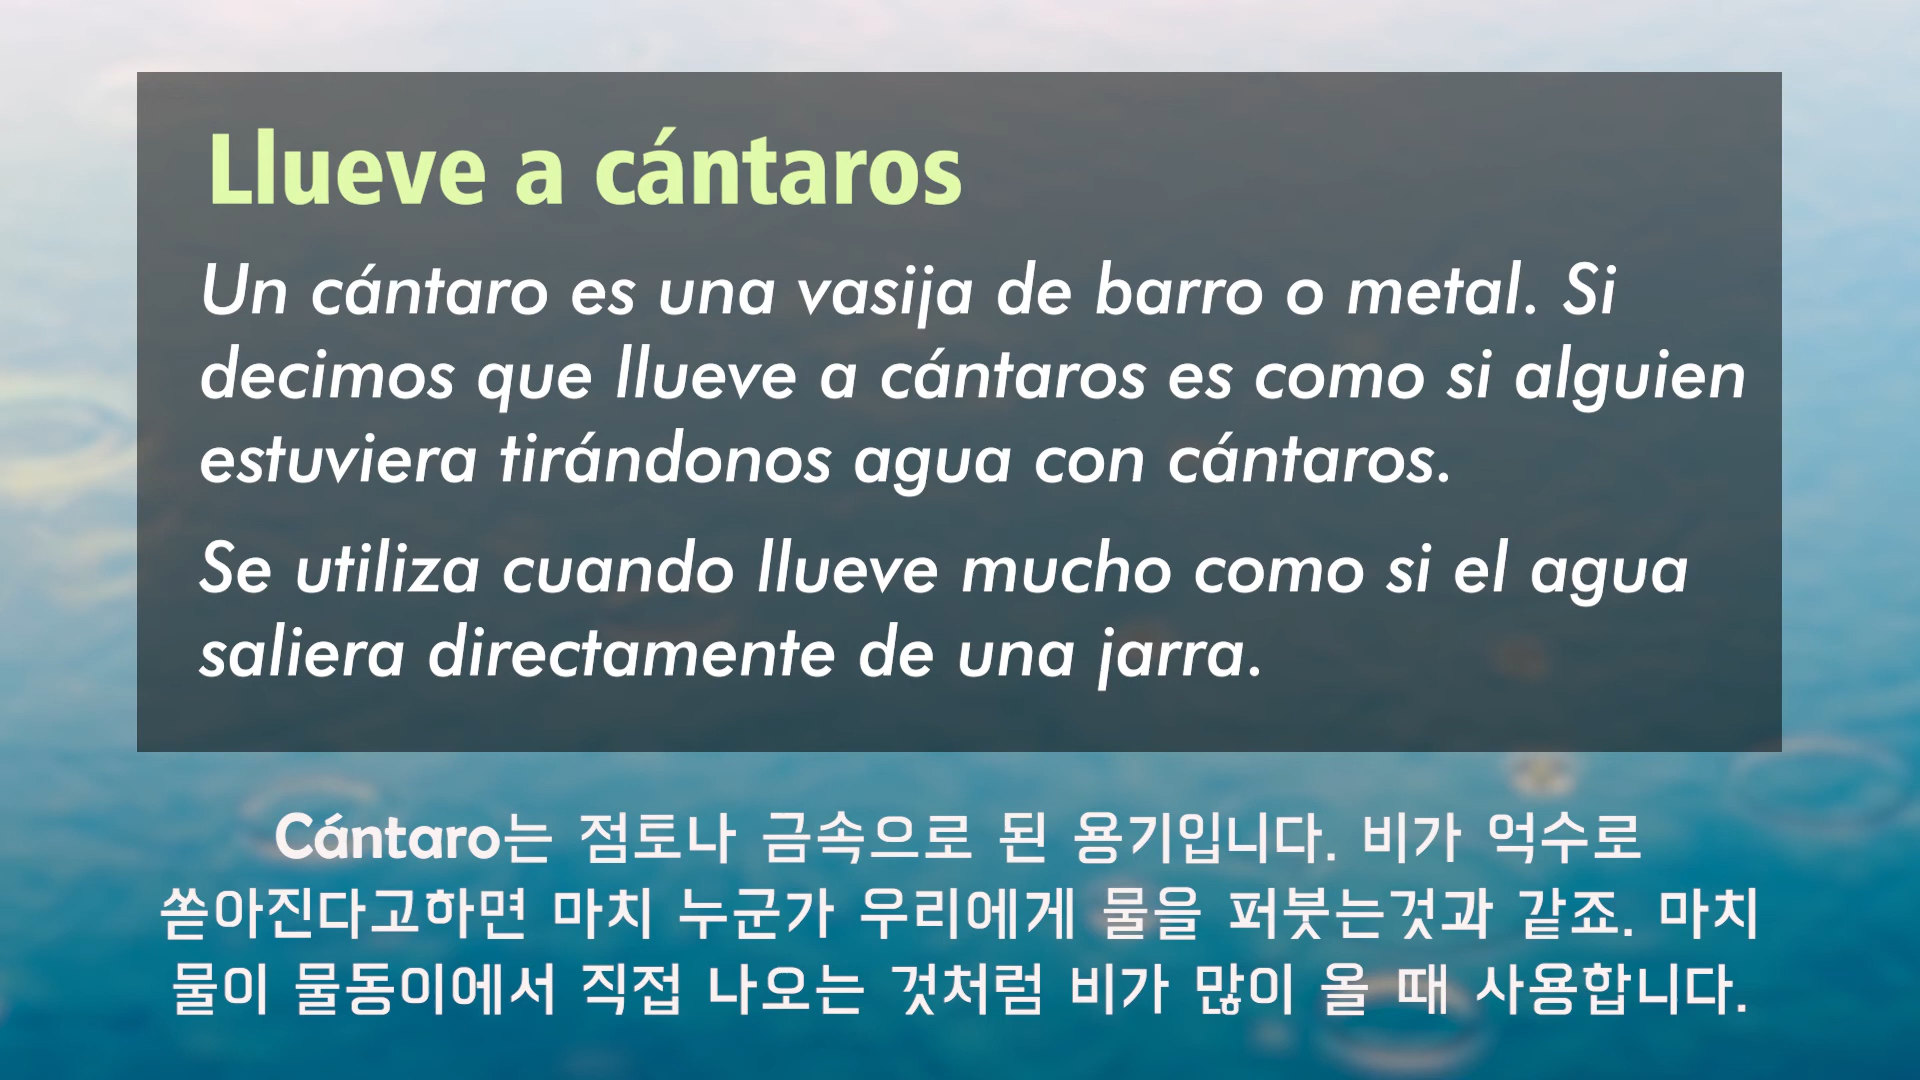 Llueve a cántaros
Un cántaro es una vasija de barro o metal. Si
decimos que llueve a cántaros es como si alguien
estuviera tirándonos agua con cántaros.
Se utiliza cuando llueve mucho como si el agua
saliera directamente de una jarra.
Cántaro는 점토나 금속으로 된 용기입니다. 비가 억수로
쏟아진다고하면 마치 누군가 우리에게 물을 퍼붓는것과 같죠. 마치
물이 물동이에서 직접 나오는 것처럼 비가 많이 올 때 사용합니다.